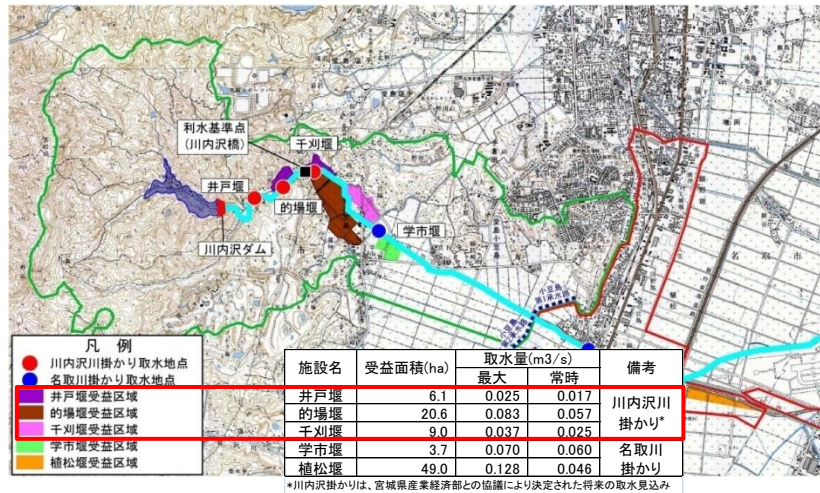 利水基準点
(川内沢橋)
千刈堰
井戸堰
的場堰
学市堰
川内沢ダム
名取市
凡 例
川内沢川掛かり取水地点
名取川掛かり取水地点
井戸堰受益区域
的場堰受益区域
千刈堰受益区域
学市堰受益区域
植松堰受益区域
施設名 受益面積(ha) 取水量(m3/s) 備考
最大 常時
井戸堰 6.1 0.025 0.017 川内沢川
的場堰 20.6 0.083 0.057 掛かり*
千刈堰 9.0 0.037 0.025
学市堰 3.7 0.070 0.060 名取川
植松堰 49.0 0.128 0.046 掛かり
*川内沢掛かりは、宮城県産業経済部との協議により決定された将来の取水見込み